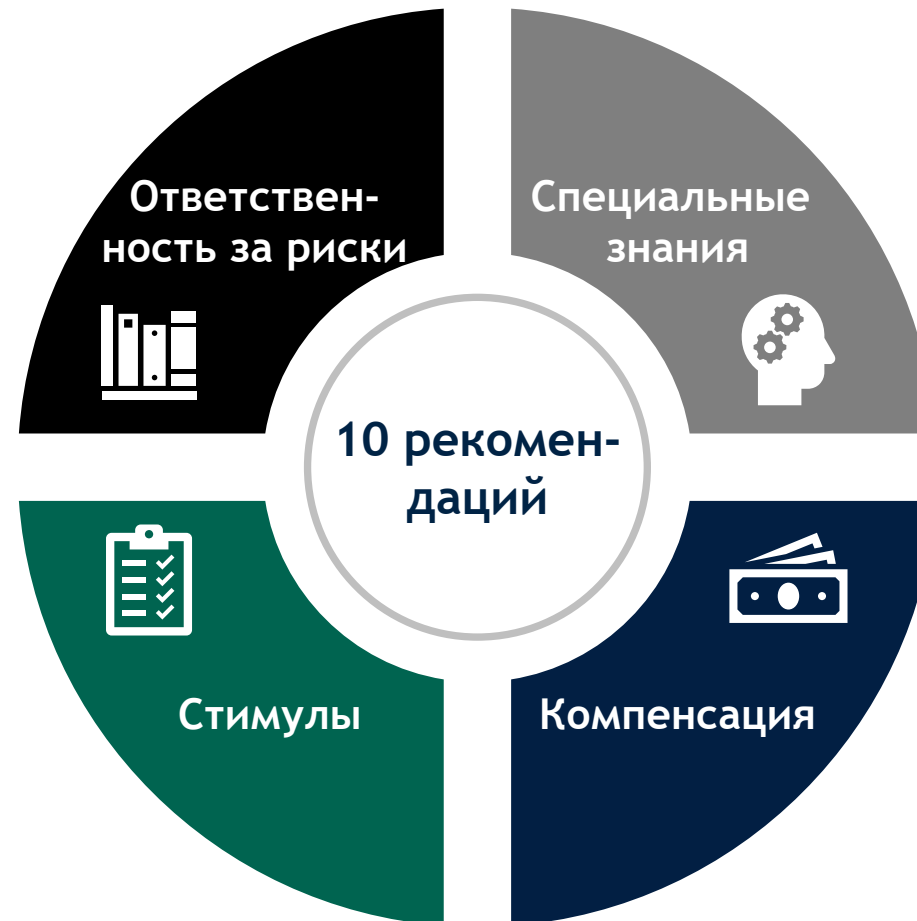 Ответствен-
ность за риски
Специальные
знания
10 рекомен-
даций
Стимулы
Компенсация